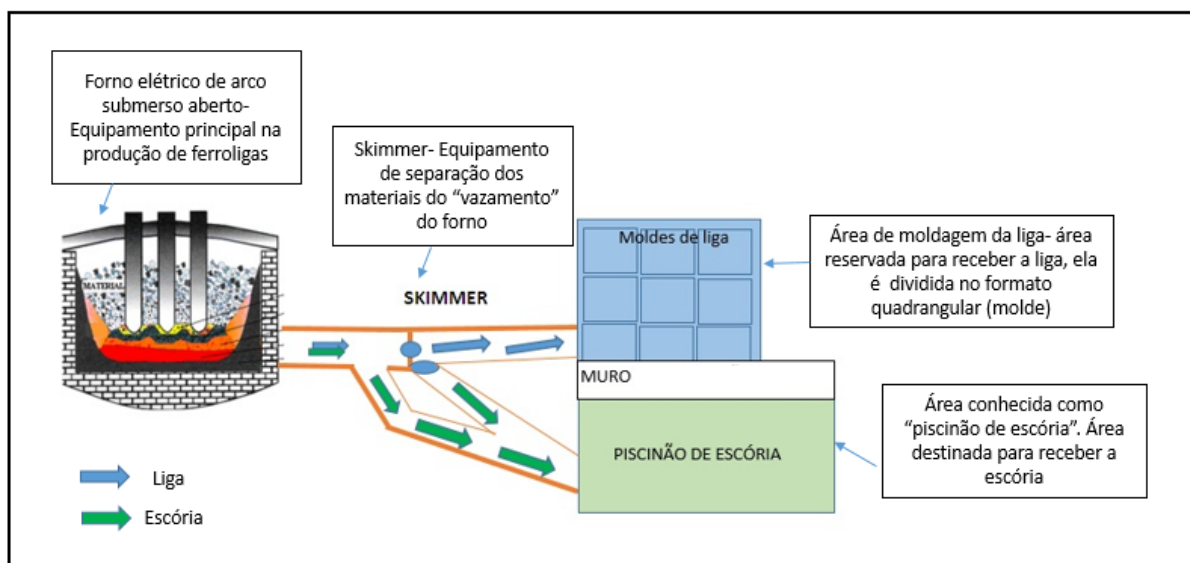 Forno elétrico de arco
submerso aberto-
Equipamento principal na
produção de ferroligas
Skimmer- Equipamento
de separação dos
materiais do “vazamento”
do forno
Moldes de liga
Área de moldagem da liga- área
reservada para receber a liga, ela
é dividida no formato
quadrangular (molde)
MATERIAL
SKIMMER
MURO
PISCINÃO DE ESCÓRIA
Área conhecida como
“piscinão de escória”. Área
destinada para receber a
escória
Liga
Escória